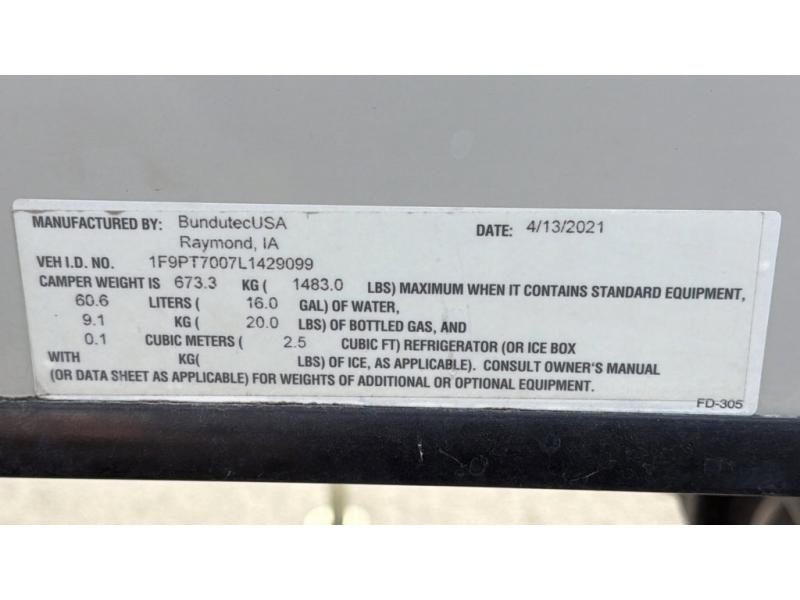 MANUFACTURED BY: BundutecUSA DATE: 4/13/2021
Raymond, IA
VEH I.D. NO. 1F9PT7007L1429099
CAMPER WEIGHT IS 673.3 KG ( 1483.0 LBS) MAXIMUM WHEN IT CONTAINS STANDARD EQUIPMENT,
60.6 LITERS ( 16.0 GAL) OF WATER,
9.1 KG ( 20.0 LBS) OF BOTTLED GAS, AND
0.1 CUBIC METERS ( 2.5 CUBIC FT) REFRIGERATOR (OR ICE BOX
WITH KG( LBS) OF ICE, AS APPLICABLE). CONSULT OWNER'S MANUAL
(OR DATA SHEET AS APPLICABLE) FOR WEIGHTS OF ADDITIONAL OR OPTIONAL EQUIPMENT.
FD-305